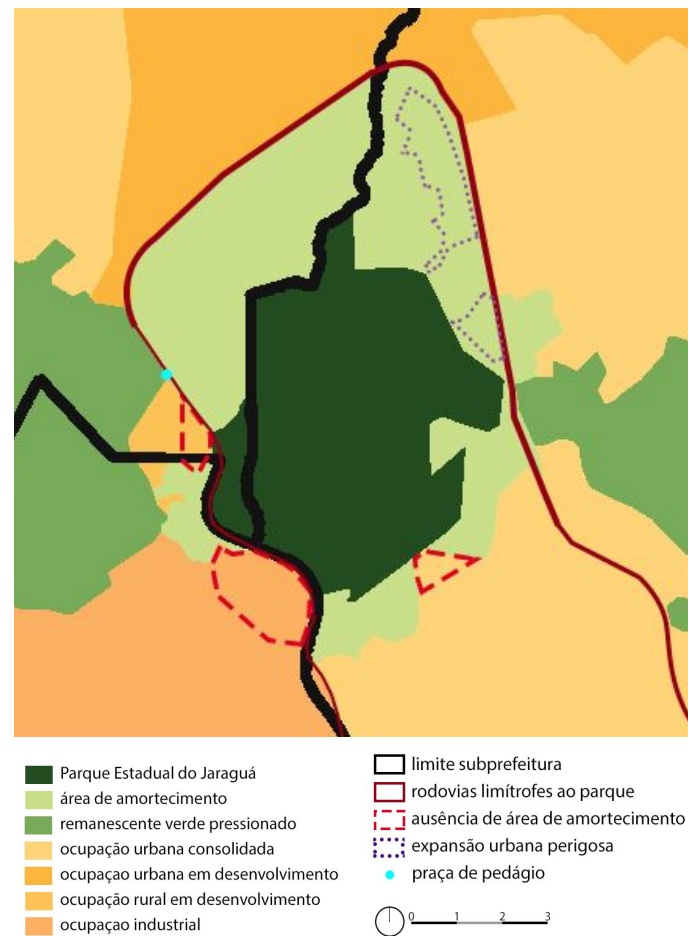 Parque Estadual do Jaraguá
área de amortecimento
remanescente verde pressionado
ocupação urbana consolidada
ocupaçao urbana em desenvolvimento
ocupação rural em desenvolvimento
ocupaçao industrial
limite subprefeitura
rodovias limítrofes ao parque
ausência de área de amortecimento
expansão urbana perigosa
praça de pedágio
0 1 2 3